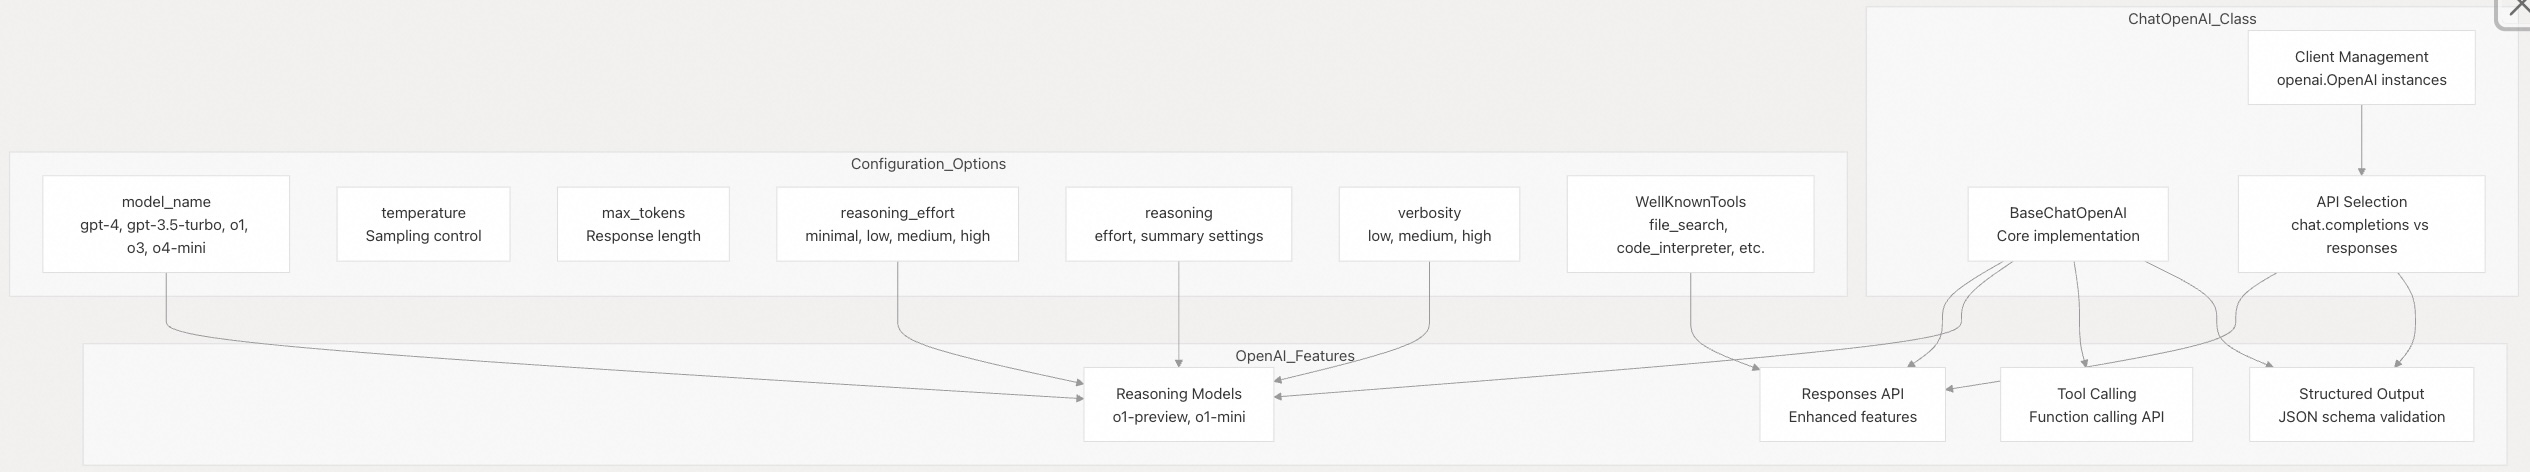 ChatOpenAI_Class
Client Management
openai.OpenAI instances
Configuration_Options
model_name
gpt-4, gpt-3.5-turbo, o1,
o3, o4-mini
temperature
Sampling control
max_tokens
Response length
reasoning_effort
minimal, low, medium, high
reasoning
effort, summary settings
verbosity
low, medium, high
WellKnownTools
file_search,
code_interpreter, etc.
BaseChatOpenAI
Core implementation
API Selection
chat.completions vs
responses
OpenAI_Features
Reasoning Models
o1-preview, o1-mini
Responses API
Enhanced features
Tool Calling
Function calling API
Structured Output
JSON schema validation